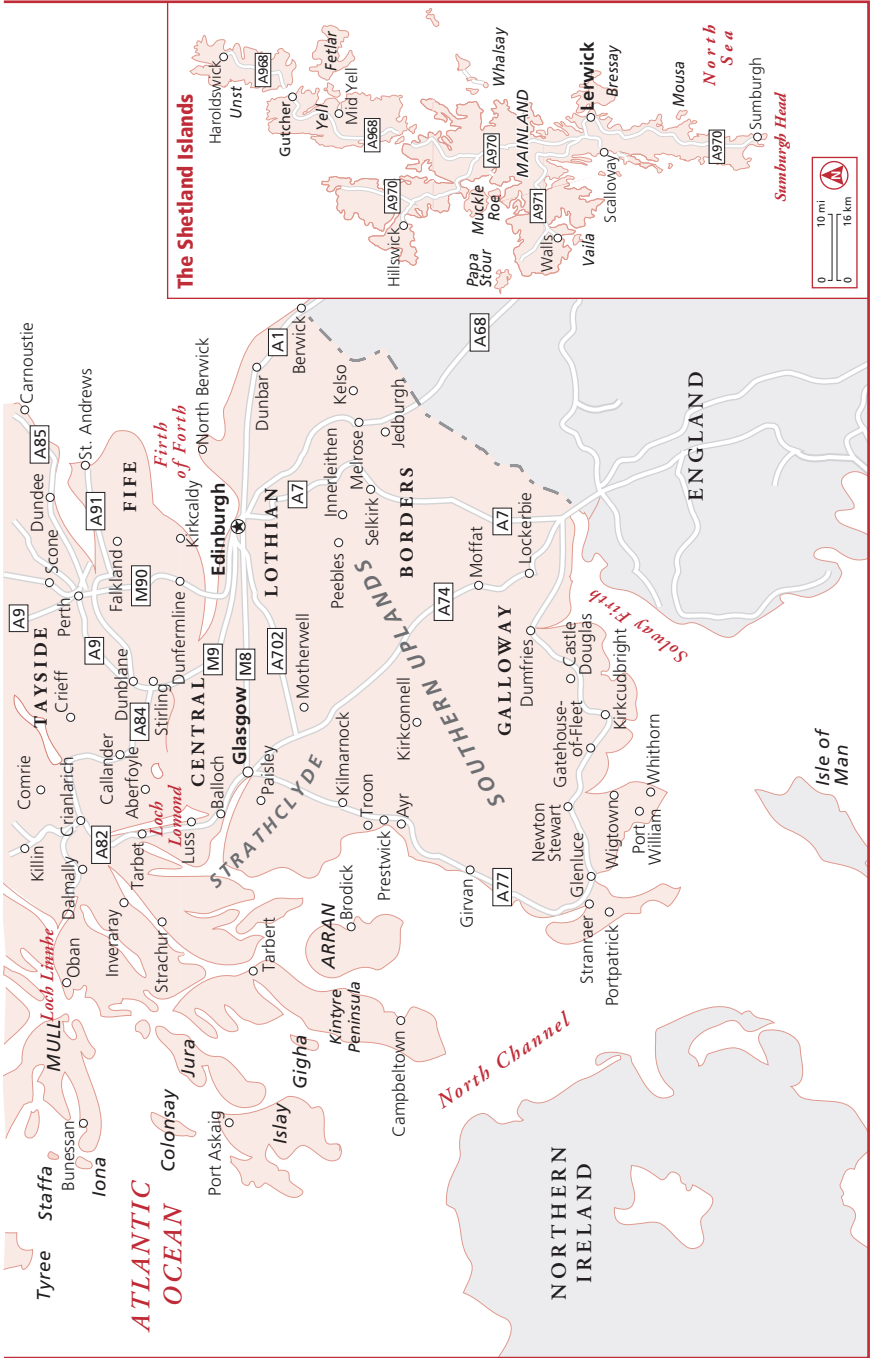 Tyree
Staffa
Bunessan
Iona
MULL
Loch Linnhe
Oban
ATLANTIC
OCEAN
Colonsay
Jura
Port Askaig
Islay
Gigha
Kintyre
Peninsula
Campbeltown
North Channel
NORTHERN
IRELAND
Killin
Dalmally
Comrie
Crianlarich
A82
Inveraray
Strachur
Tarbet
Tarbert
Callander
Aberfoyle
Loch
Lomond
Luss
Balloch
ARRAN
Brodick
STRATHCLYDE
TAYSIDE
Crieff
A9
Perth
Scone
Dundee
A85
Carnoustie
A9
Dunblane
A84
Stirling
A91
St. Andrews
Falkland
FIFE
M90
Dunfermline
Kirkcaldy
Firth
of Forth
North Berwick
CENTRAL
M9
M8
Glasgow
Paisley
A702
Motherwell
Edinburgh
LOTHIAN
A7
Dunbar
A1
Berwick
Kilmarnock
Troon
Prestwick
Ayr
Kirkconnell
SOUTHERN UPLANDS
Peebles
Innerleithen
Selkirk
Melrose
Kelso
Jedburgh
BORDERS
A68
A74
Moffat
A7
Lockerbie
Girvan
A77
Stranraer
Portpatrick
Glenluce
Newton
Stewart
Wigtown
Port
William
Whithorn
GALLOWAY
Dumfries
Gatehouse-
of-Fleet
Castle
Douglas
Kirkcudbright
Solway Firth
ENGLAND
Isle of
Man
The Shetland Islands
Haroldswick
Unst
A968
Fetlar
Gutcher
Yell
Mid Yell
A968
Hillswick
A970
Whalsay
Muckle
Roe
A970
Papa
Stour
MAINLAND
A971
Walls
Vaila
Lerwick
Bressay
Scalloway
Mousa
North
Sea
A970
Sumburgh
Sumburgh Head
0 10 mi
0 16 km
N